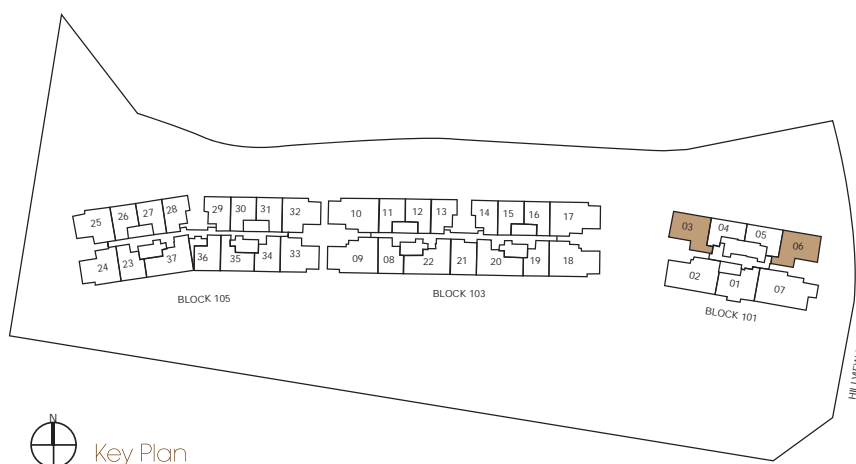 25 26 27 28 29 30 31 32 10 11 12 13 14 15 16 17 03 04 05 06
24 23 37 36 35 34 33 09 08 22 21 20 19 18 02 01 07
BLOCK 105
BLOCK 103
BLOCK 101
N
Key Plan